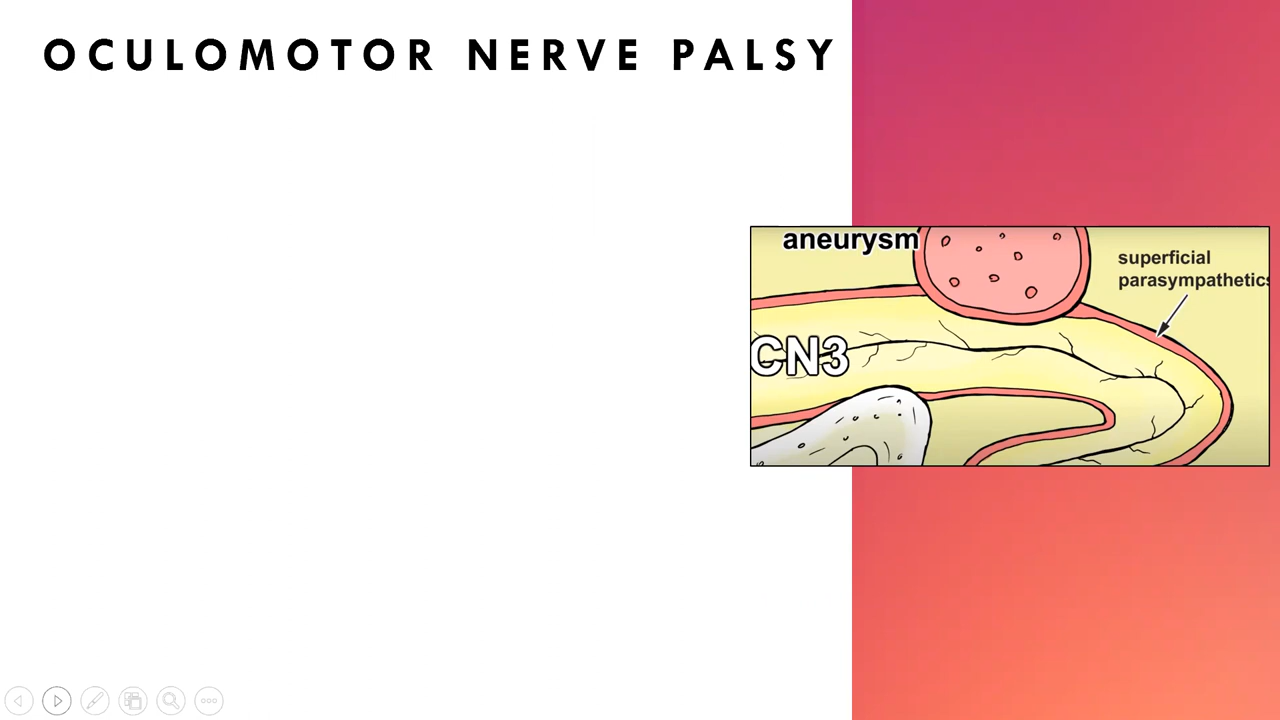 OCULOMOTOR NERVE PALSY
aneurysm
superficial
parasympathetics
CN3